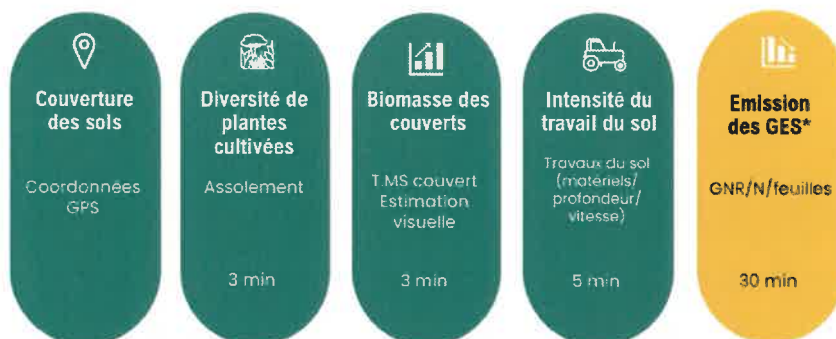 Couverture
des sols
Coordonnées
GPS
Diversité de
plantes
cultivées
Assolement
3 min
Biomasse des
couverts
T.MS couvert
Estimation
visuelle
3 min
Intensité du
travail du sol
Travaux du sol
(matériels/
profondeur/
vitesse)
5 min
Emission
des GES*
GNR/N/feuilles
30 min